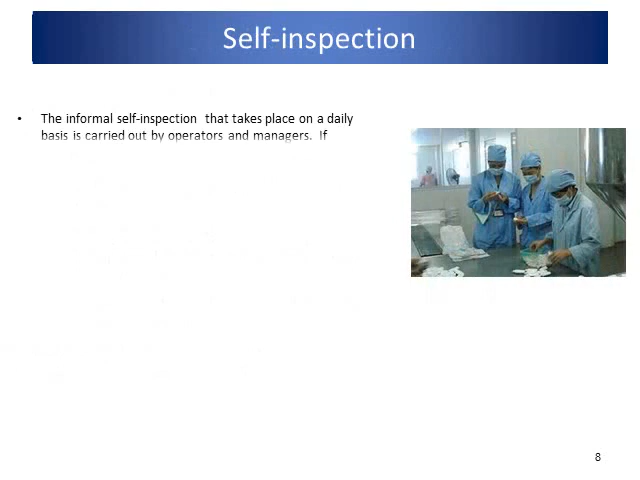 Self-inspection
• The informal self-inspection that takes place on a daily
basis is carried out by operators and managers. If
8